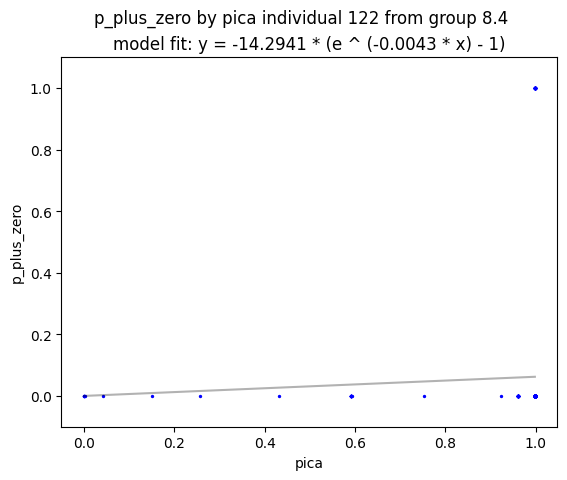 p_plus_zero by pica individual 122 from group 8.4
model fit: y = -14.2941 * (e ^ (-0.0043 * x) - 1)
1.0
0.8
0.6
0.4
0.2
0.0
p_plus_zero
0.0 0.2 0.4 0.6 0.8 1.0
pica